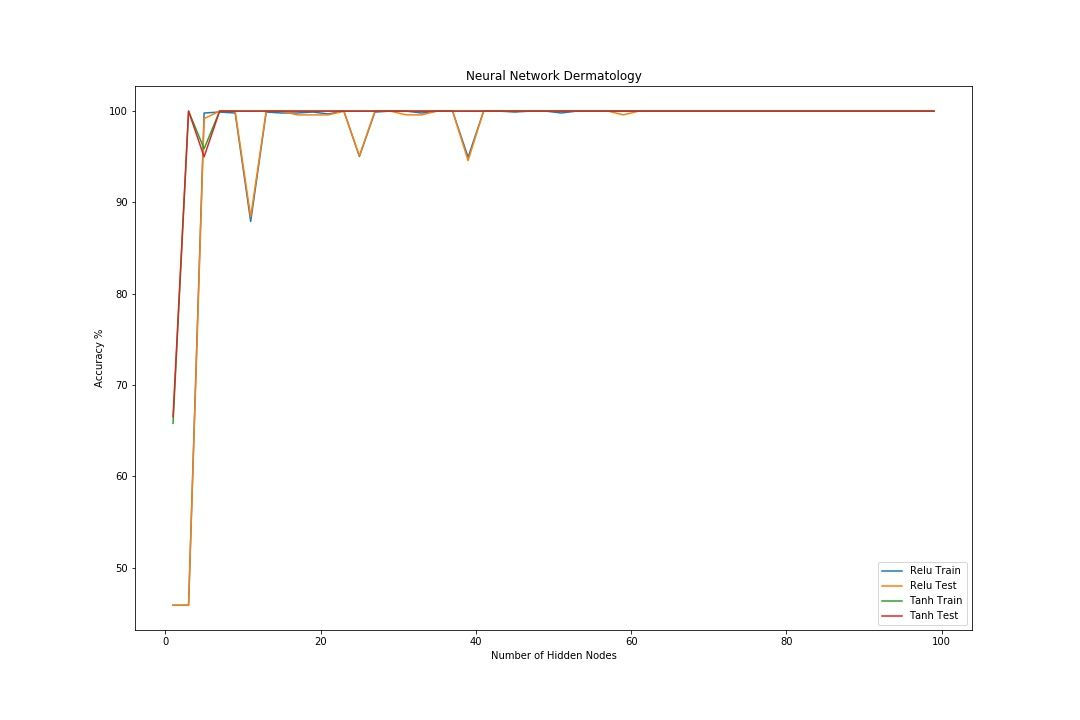 Neural Network Dermatology
100
90
80
70
60
50
Accuracy %
0 20 40 60 80 100
Number of Hidden Nodes
Relu Train
Relu Test
Tanh Train
Tanh Test